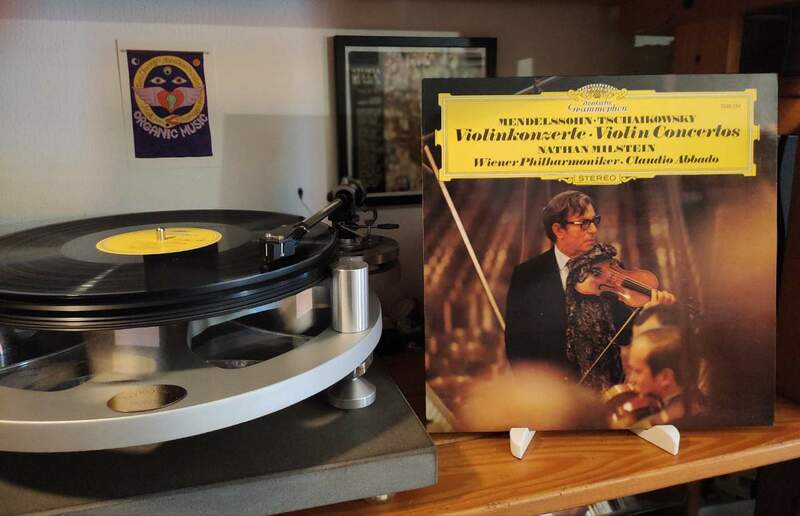 ORGANIC MUSIC
Deutsche
Grammophon
MENDELSSOHN·TSCHAIKOWSKY
Violinkonzerte·Violin Concertos
NATHAN MILSTEIN
Wiener Philharmoniker·Claudio Abbado
STEREO